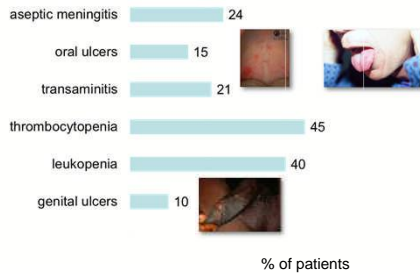 aseptic meningitis 24
oral ulcers 15
transaminitis 21
thrombocytopenia 45
leukopenia 40
genital ulcers 10
% of patients